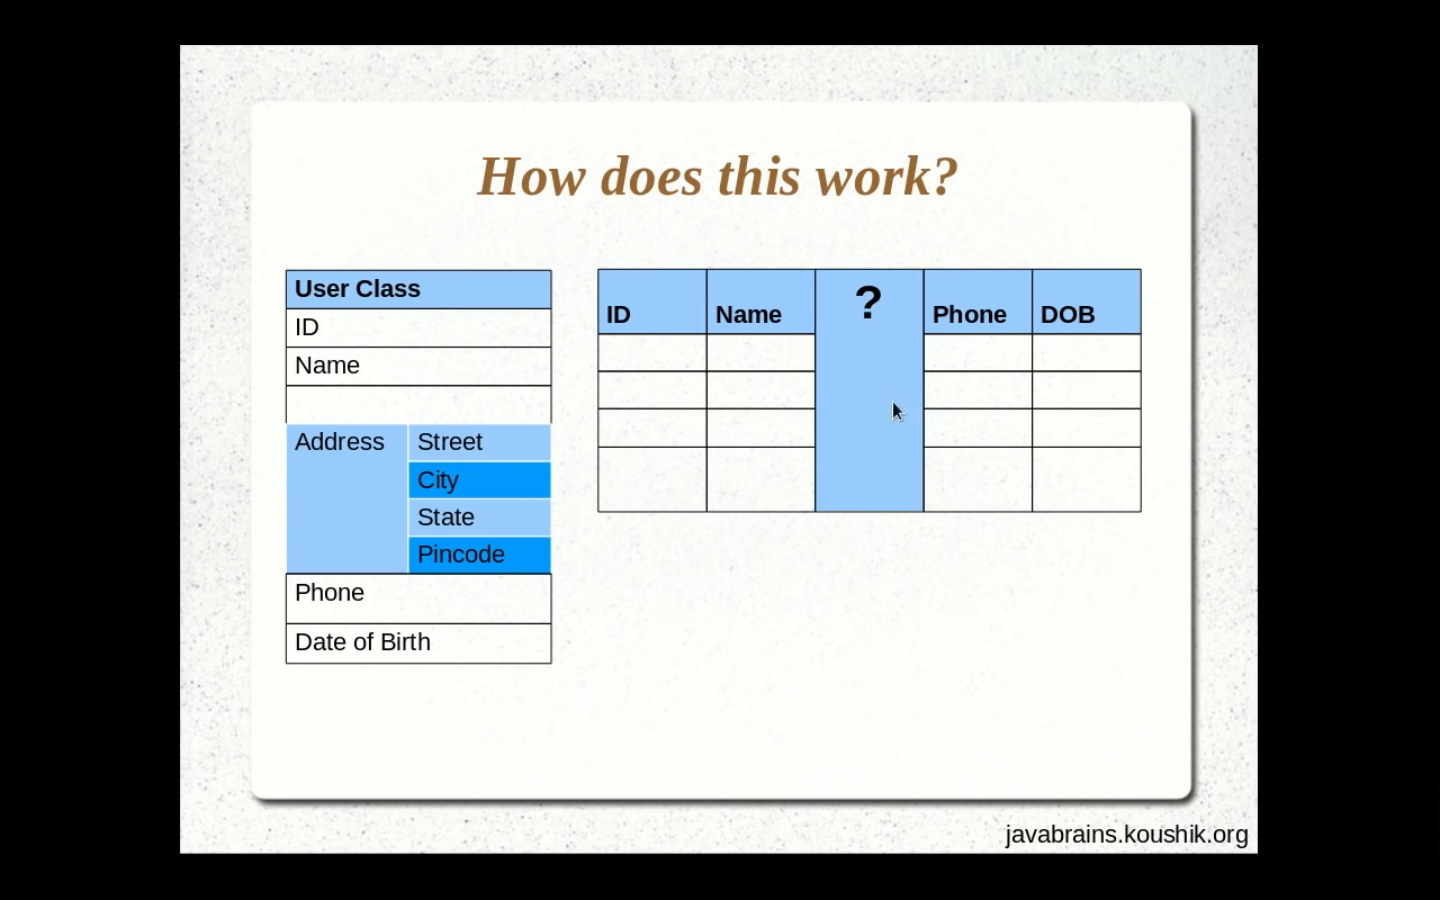 How does this work?
User Class
ID
Name
Address
Street
City
State
Pincode
Phone
Date of Birth
ID
Name
?
Phone
DOB
javabrains.koushik.org